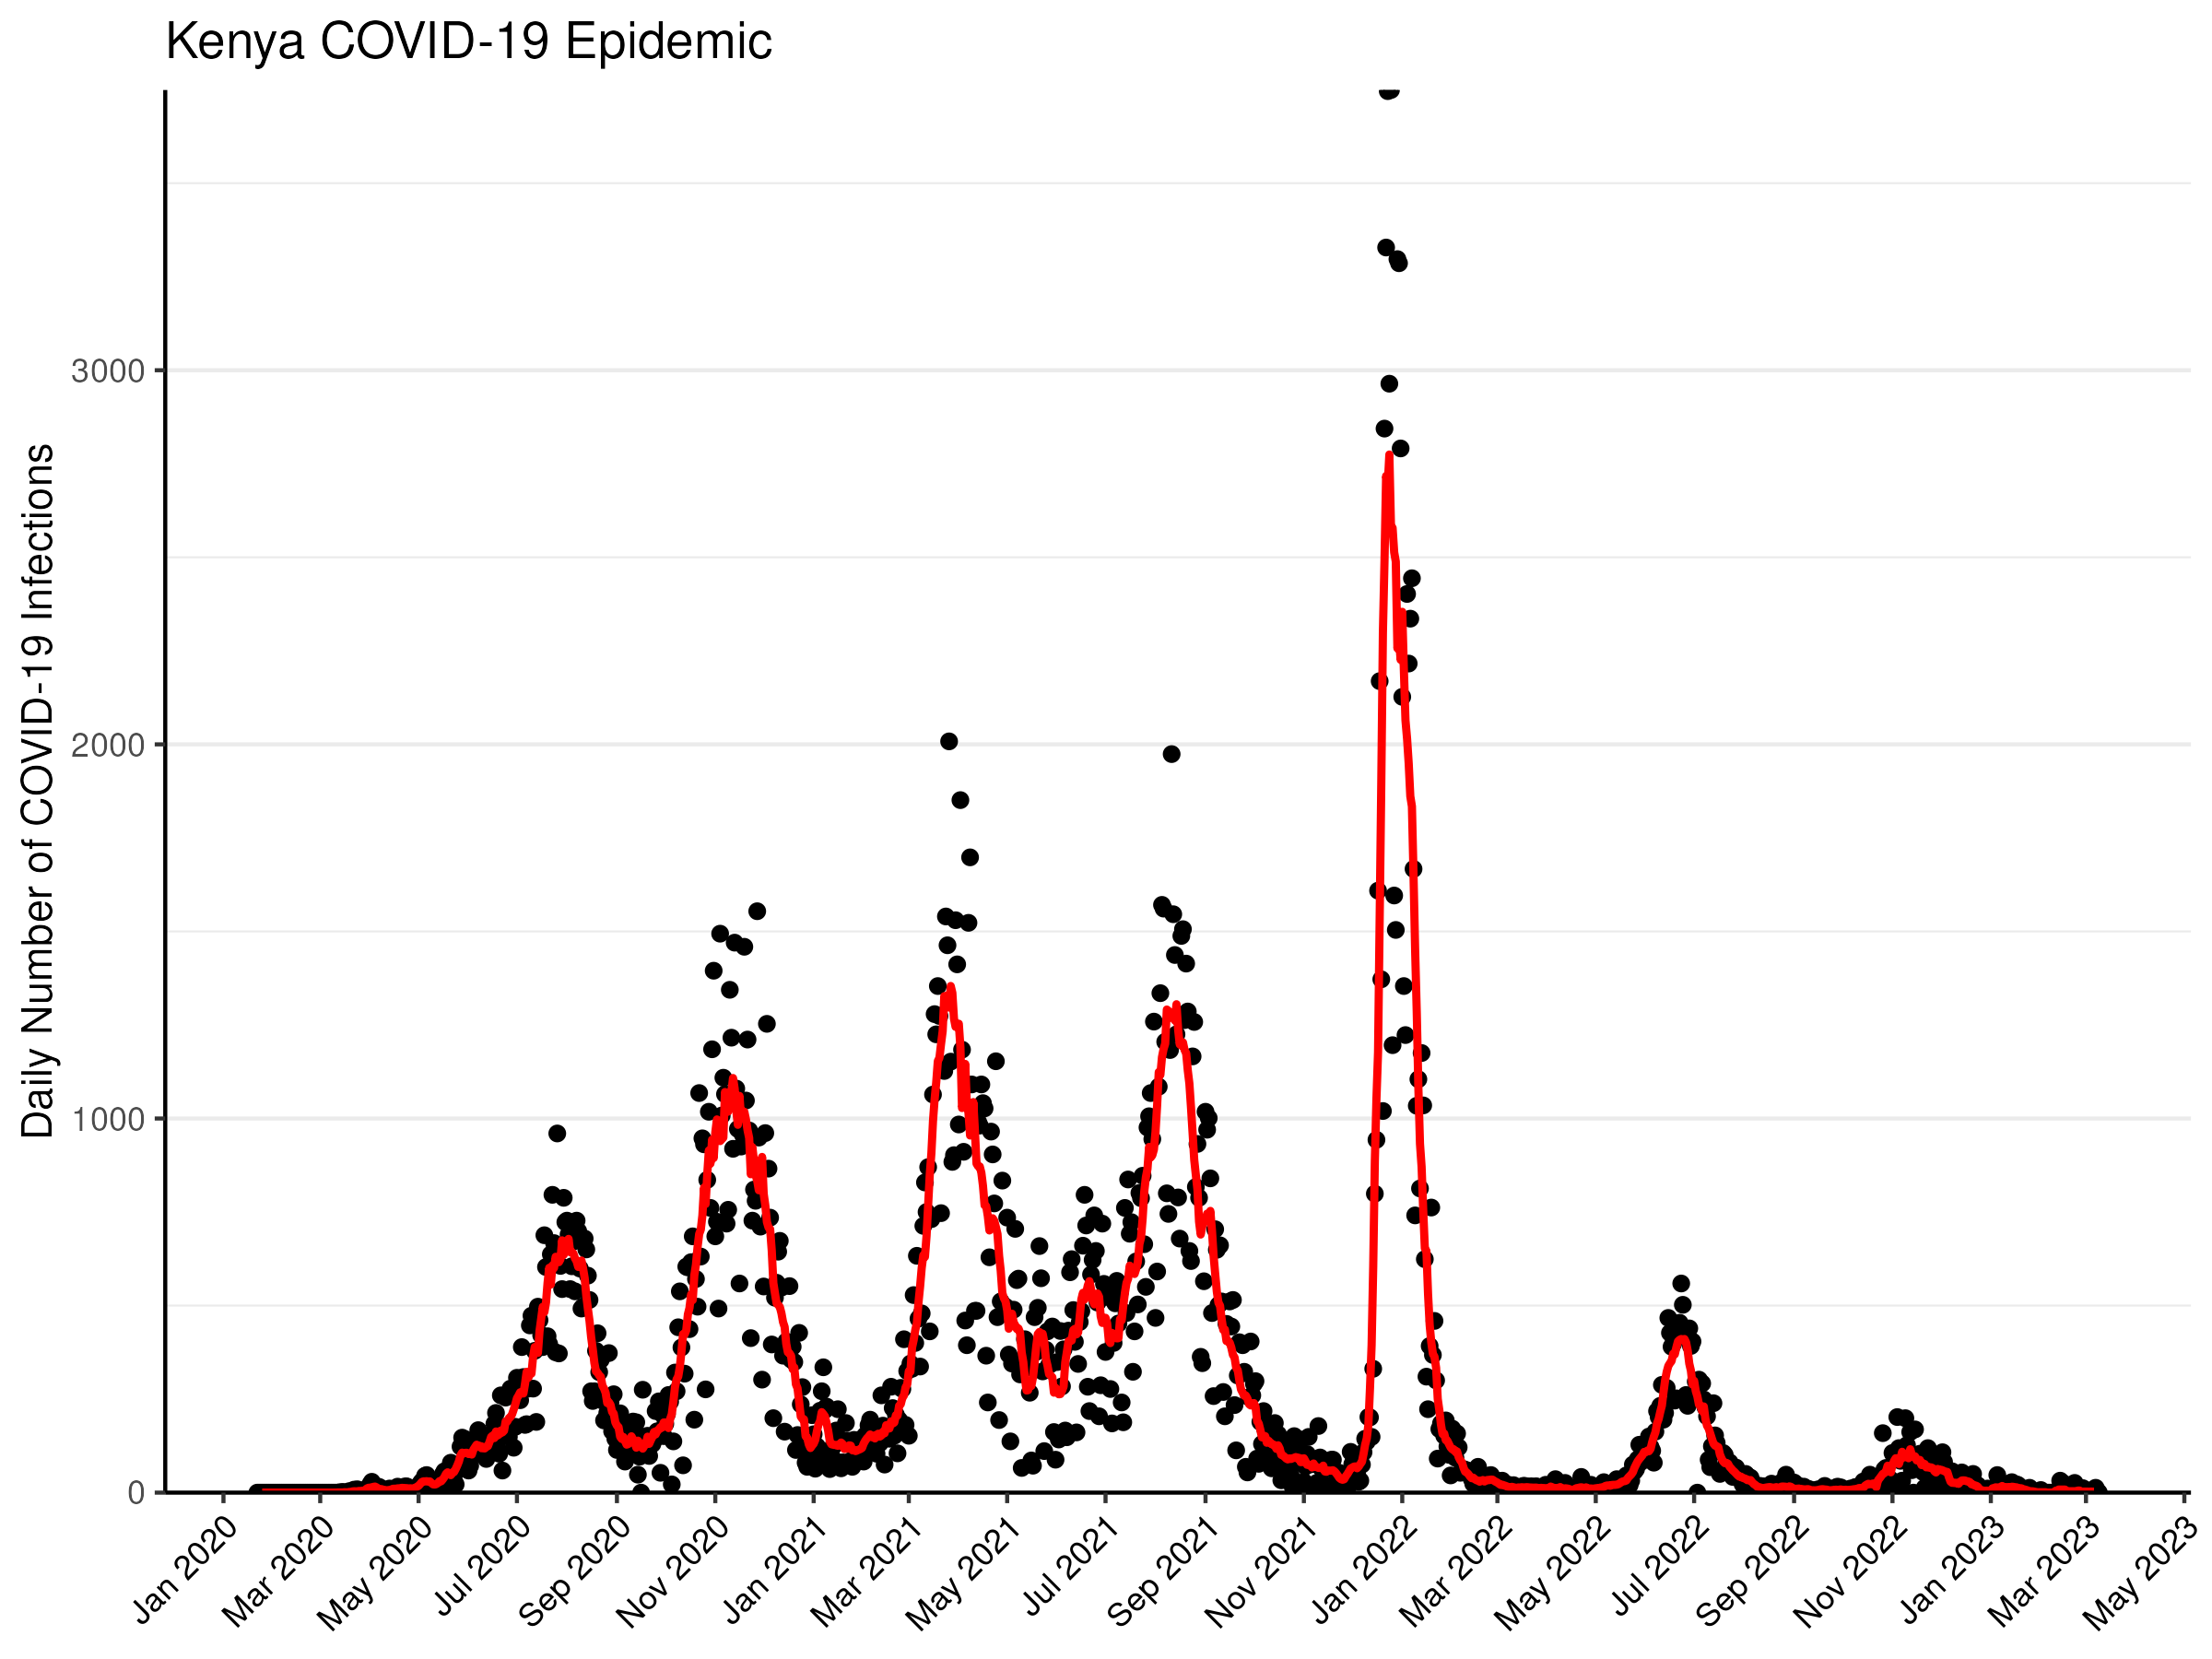 Kenya COVID-19 Epidemic
Daily Number of COVID-19 Infections
3000
2000
1000
0
Jan 2020
Mar 2020
May 2020
Jul 2020
Sep 2020
Nov 2020
Jan 2021
Mar 2021
May 2021
Jul 2021
Sep 2021
Nov 2021
Jan 2022
Mar 2022
May 2022
Jul 2022
Sep 2022
Nov 2022
Jan 2023
Mar 2023
May 2023